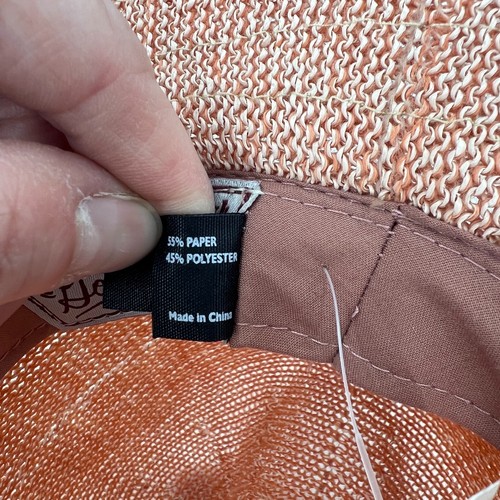 55% PAPER
45% POLYESTER
Made in China